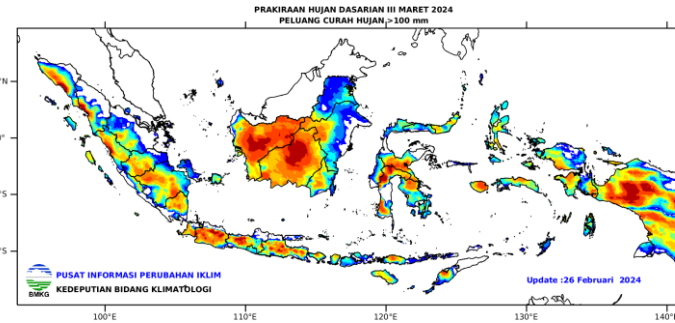 PRAKIRAAN HUJAN DASARIAN III MARET 2024
PELUANG CURAH HUJAN >100 mm
°N
°
°S
°S
PUSAT INFORMASI PERUBAHAN IKLIM
KEDEPUTIAN BIDANG KLIMATOLOGI
BMKG
Update :26 Februari 2024
100°E
110°E
120°E
130°E
140°